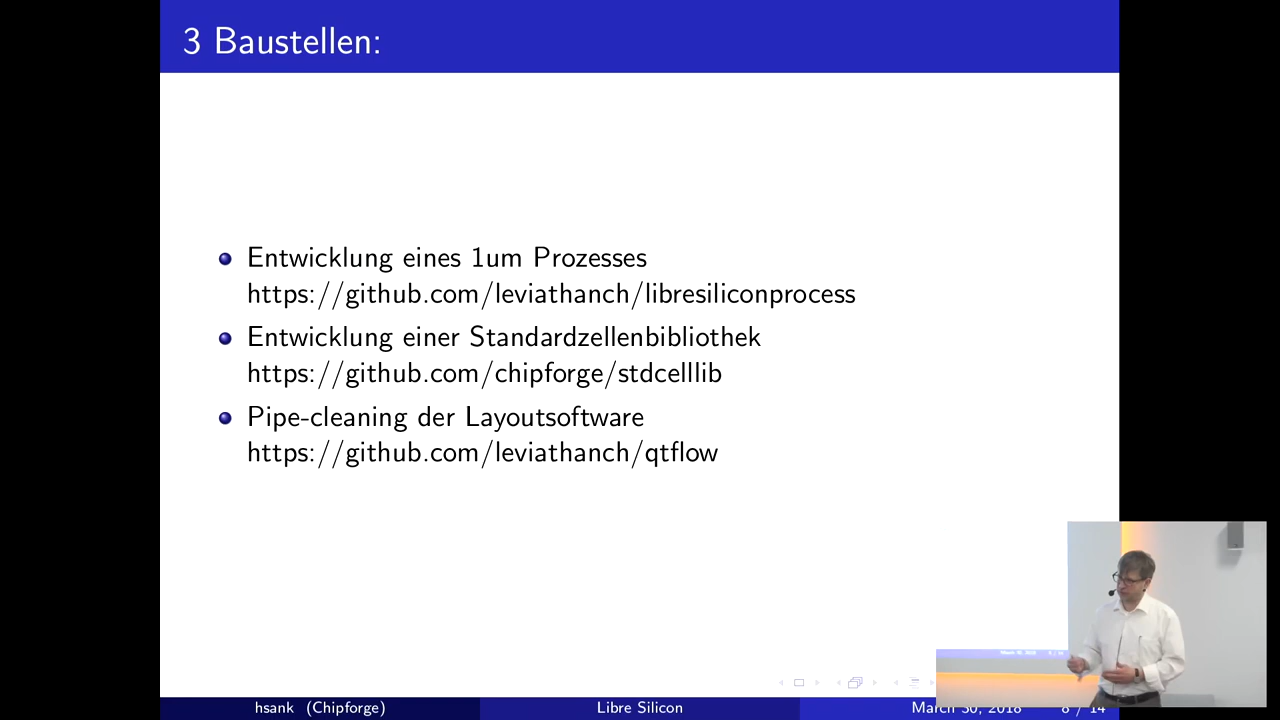 3 Baustellen:
Entwicklung eines 1um Prozesses
https://github.com/leviathanch/libresiliconprocess
Entwicklung einer Standardzellenbibliothek
https://github.com/chipforge/stdcelllib
Pipe-cleaning der Layoutsoftware
https://github.com/leviathanch/qtflow
hsank (Chipforge)
Libre Silicon
March 30, 2018
8 / 14